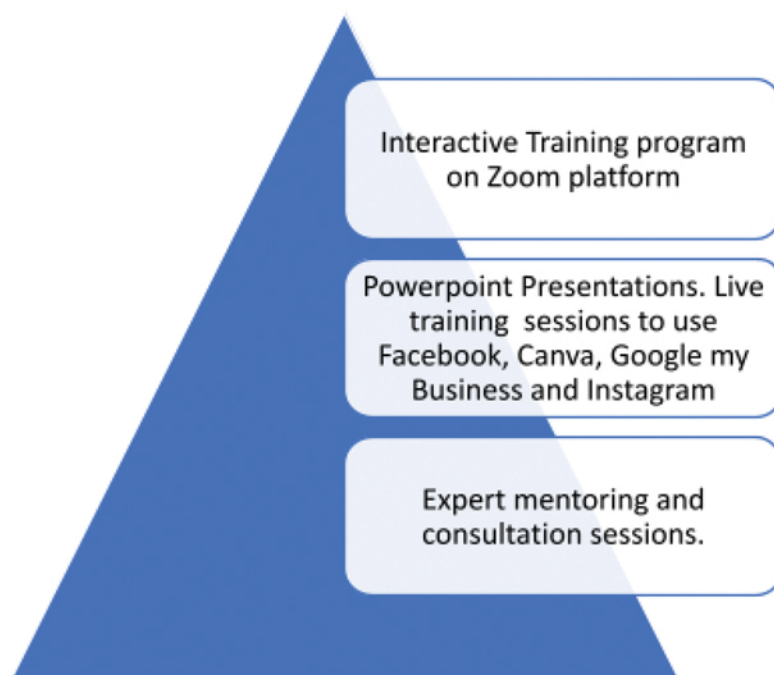 Interactive Training program
on Zoom platform
Powerpoint Presentations. Live
training sessions to use
Facebook, Canva, Google my
Business and Instagram
Expert mentoring and
consultation sessions.